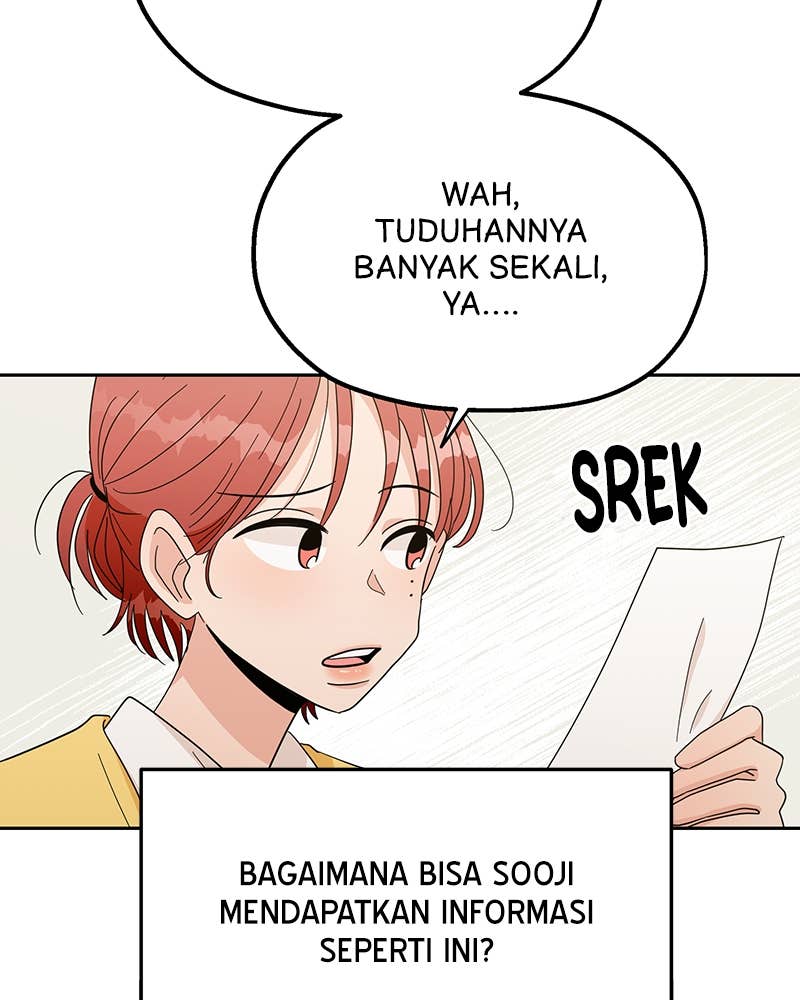 WAH,
TUDUHANNYA
BANYAK SEKALI,
YA....
SREK
BAGAIMANA BISA SOOJI
MENDAPATKAN INFORMASI
SEPERTI INI?